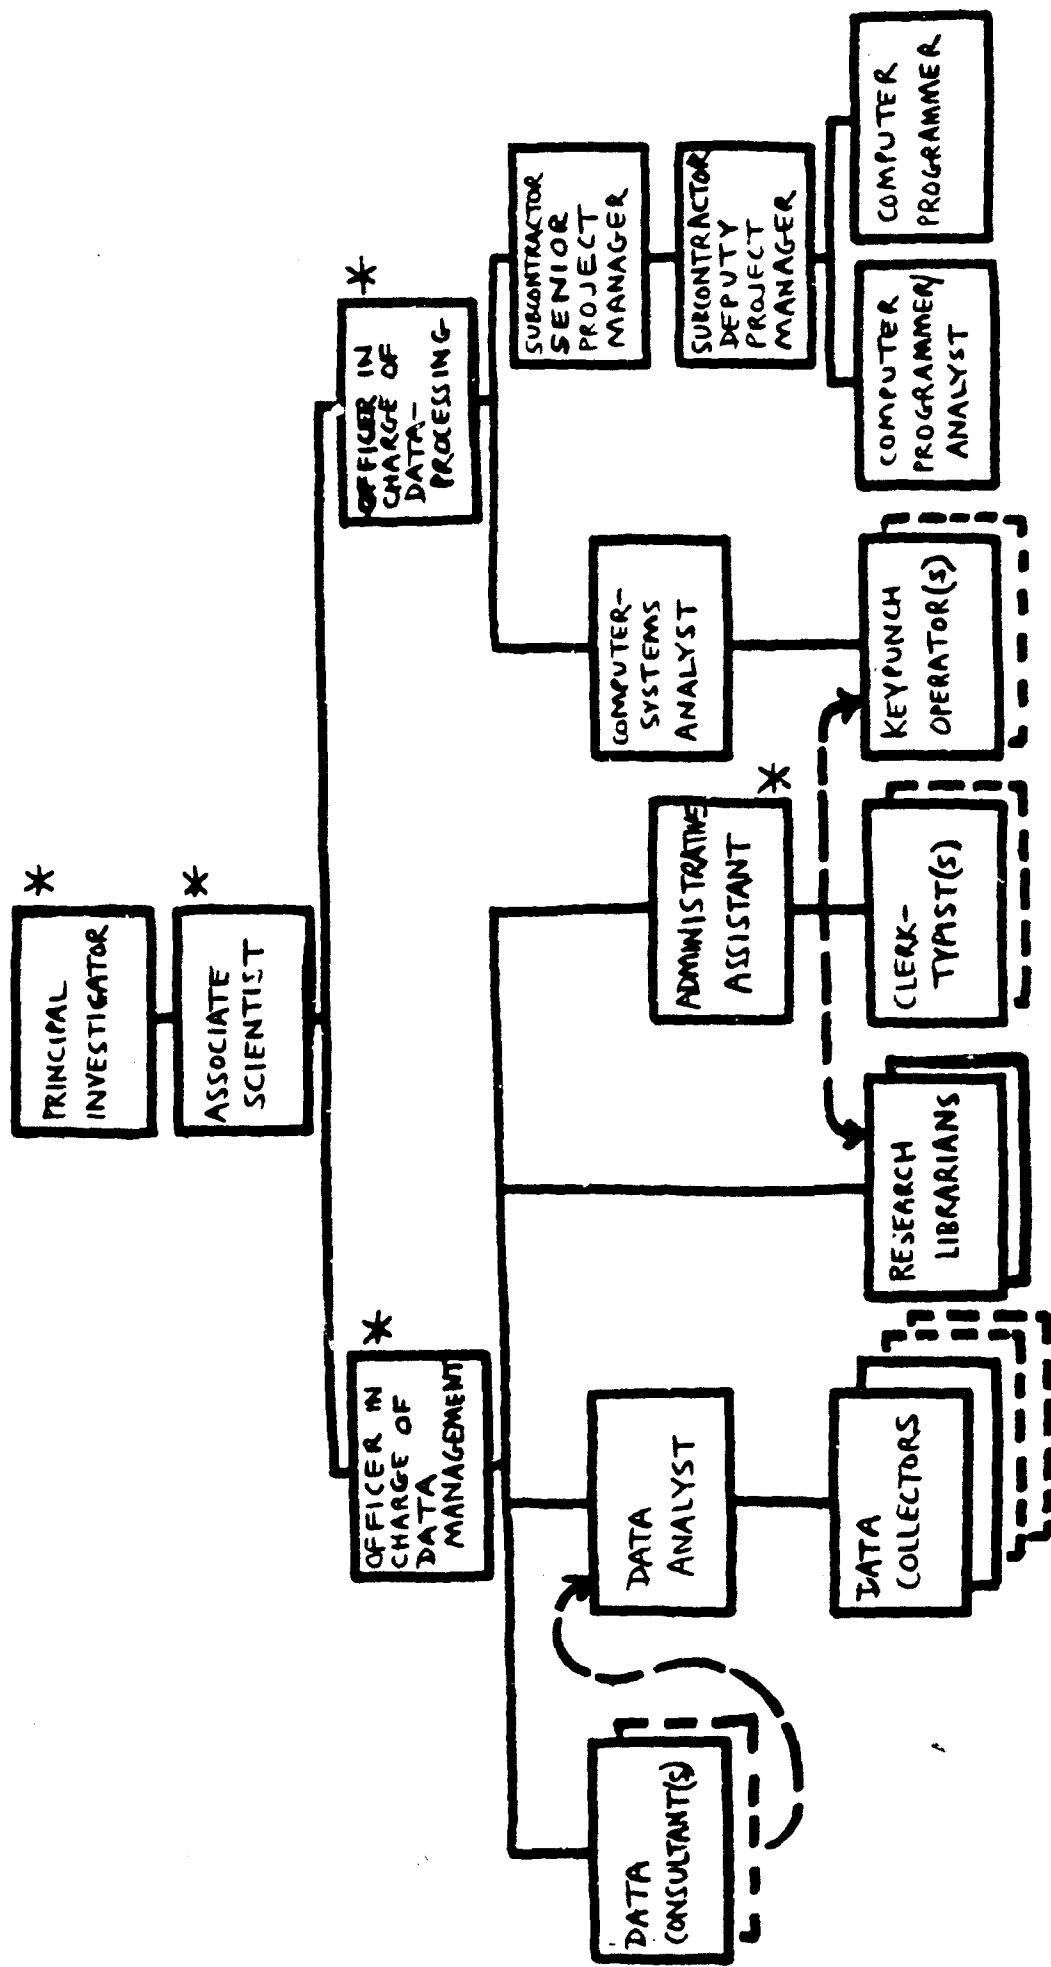 PRINCIPAL
INVESTIGATOR
*
ASSOCIATE
SCIENTIST
*
OFFICER IN
CHARGE OF
DATA
MANAGEMENT
*
OFFICER IN
CHARGE OF
DATA-
PROCESSING
*
DATA
CONSULTANT(S)
DATA
ANALYST
DATA
COLLECTORS
RESEARCH
LIBRARIANS
ADMINISTRATIVE
ASSISTANT
*
CLERK-
TYPIST(S)
COMPUTER-
SYSTEMS
ANALYST
KEYPUNCH
OPERATOR(S)
SUBCONTRACTOR
SENIOR
PROJECT
MANAGER
SUBCONTRACTOR
DEPUTY
PROJECT
MANAGER
COMPUTER
PROGRAMMER/
ANALYST
COMPUTER
PROGRAMMER